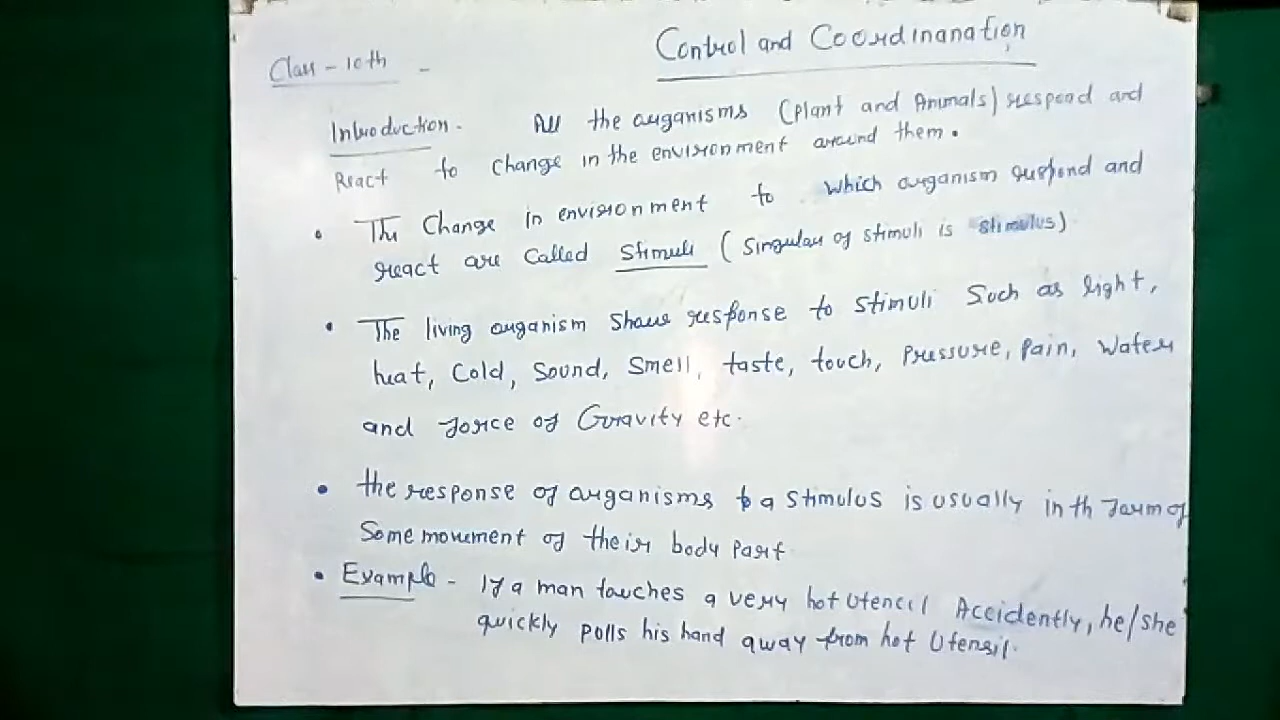 Control and Coordinanation
Class - 10th -
Introduction. All the organisms (Plant and Animals) respond and
React to change in the environment around them.
• The Change in environment to which organism respond and
react are called Stimuli (Singular of stimuli is stimulus).
• The living organism show response to stimuli Such as light,
heat, Cold, Sound, Smell, taste, touch, Pressure, Pain, Water
and force of Gravity etc.
• the response of organisms to a stimulus is usually in th form of
Some movement of their body Part.
• Example - If a man touches a very hot utencil Accidently, he/she
quickly polls his hand away from hot Utensil.